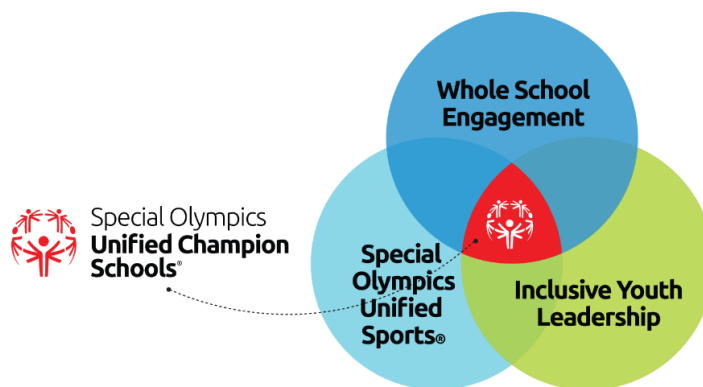 Whole School
Engagement
Special Olympics
Unified Champion
Schools®
Special
Olympics
Unified
Sports®
Inclusive Youth
Leadership